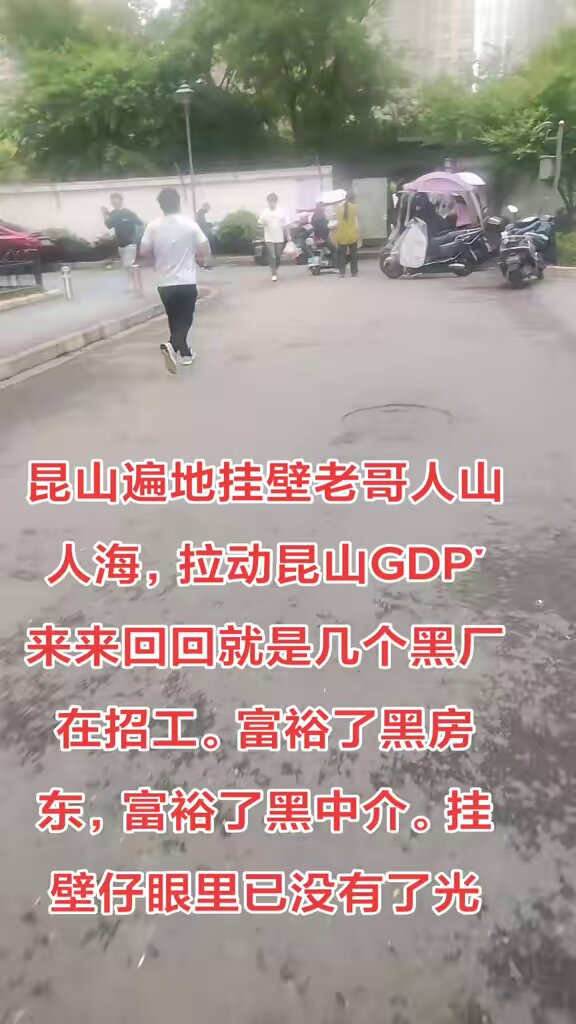 昆山遍地挂壁老哥人山
人海，拉动昆山GDP
来来回回就是几个黑厂
在招工。富裕了黑房
东，富裕了黑中介。挂
壁仔眼里已没有了光